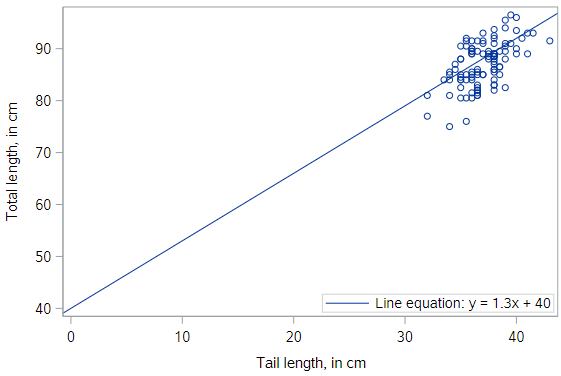 Total length, in cm
90
80
70
60
50
40
Line equation: y = 1.3x + 40
0 10 20 30 40
Tail length, in cm